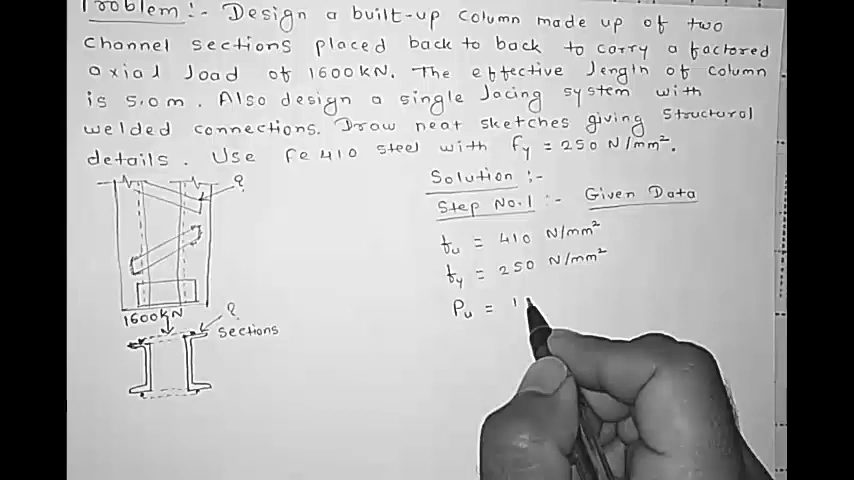 Problem :- Design a built-up column made up of two
channel sections placed back to back to carry a factored
axial load of 1600KN. The effective length of column
is 5.0m. Also design a single lacing system with
welded connections. Draw neat sketches giving structural
details. Use Fe 410 steel with fy = 250 N/mm².
Solution :-
Step No.1 :- Given Data
fu = 410 N/mm²
fy = 250 N/mm²
Pu = 1
?
1600KN
?
sections